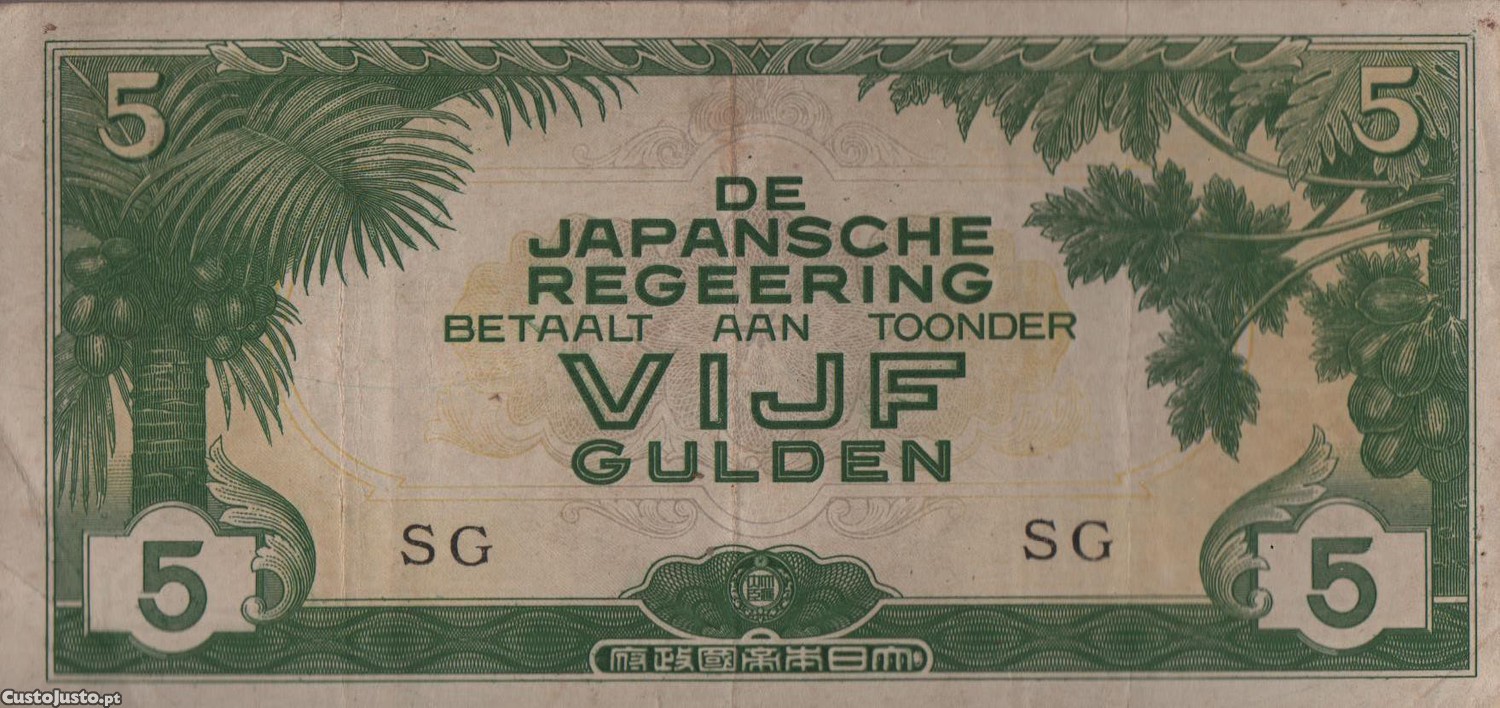 5 5
DE
JAPANSCHE
REGEERING
BETAALT AAN TOONDER
VIJF
GULDEN
SG SG
5 5
府政國帝本日大
CustoJusto.pt